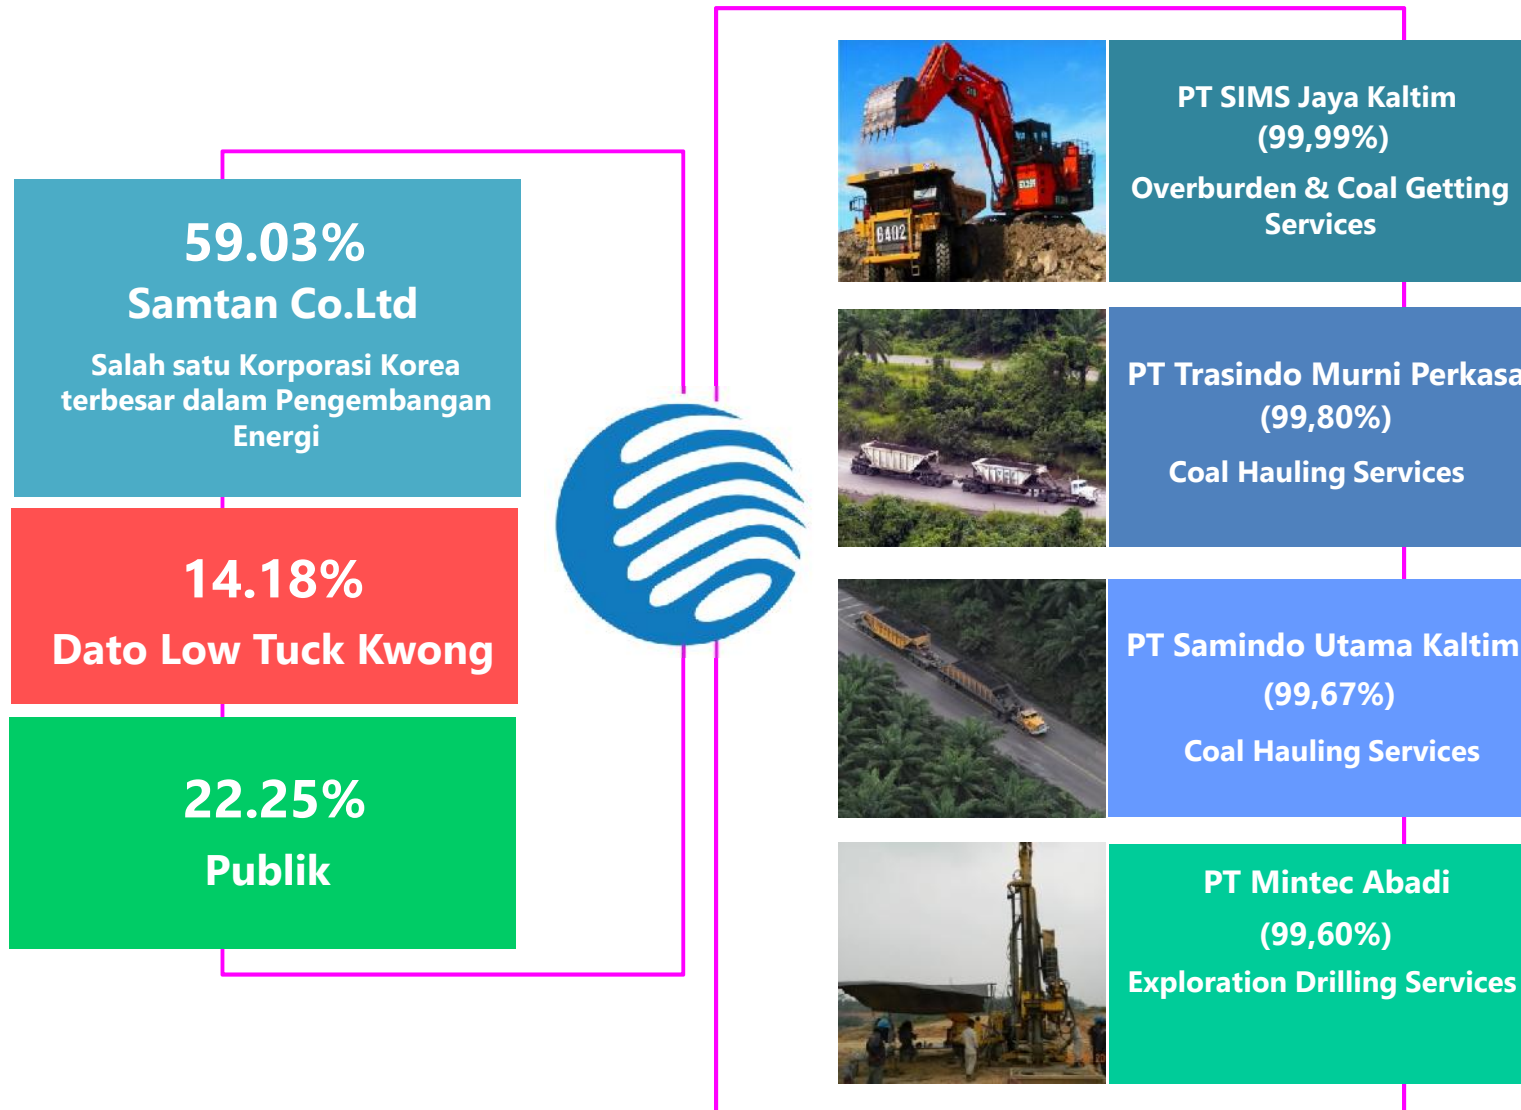 59.03%
Samtan Co.Ltd
Salah satu Korporasi Korea
terbesar dalam Pengembangan
Energi
14.18%
Dato Low Tuck Kwong
22.25%
Publik
PT SIMS Jaya Kaltim
(99,99%)
Overburden & Coal Getting
Services
6402
PT Trasindo Murni Perkasa
(99,80%)
Coal Hauling Services
PT Samindo Utama Kaltim
(99,67%)
Coal Hauling Services
PT Mintec Abadi
(99,60%)
Exploration Drilling Services